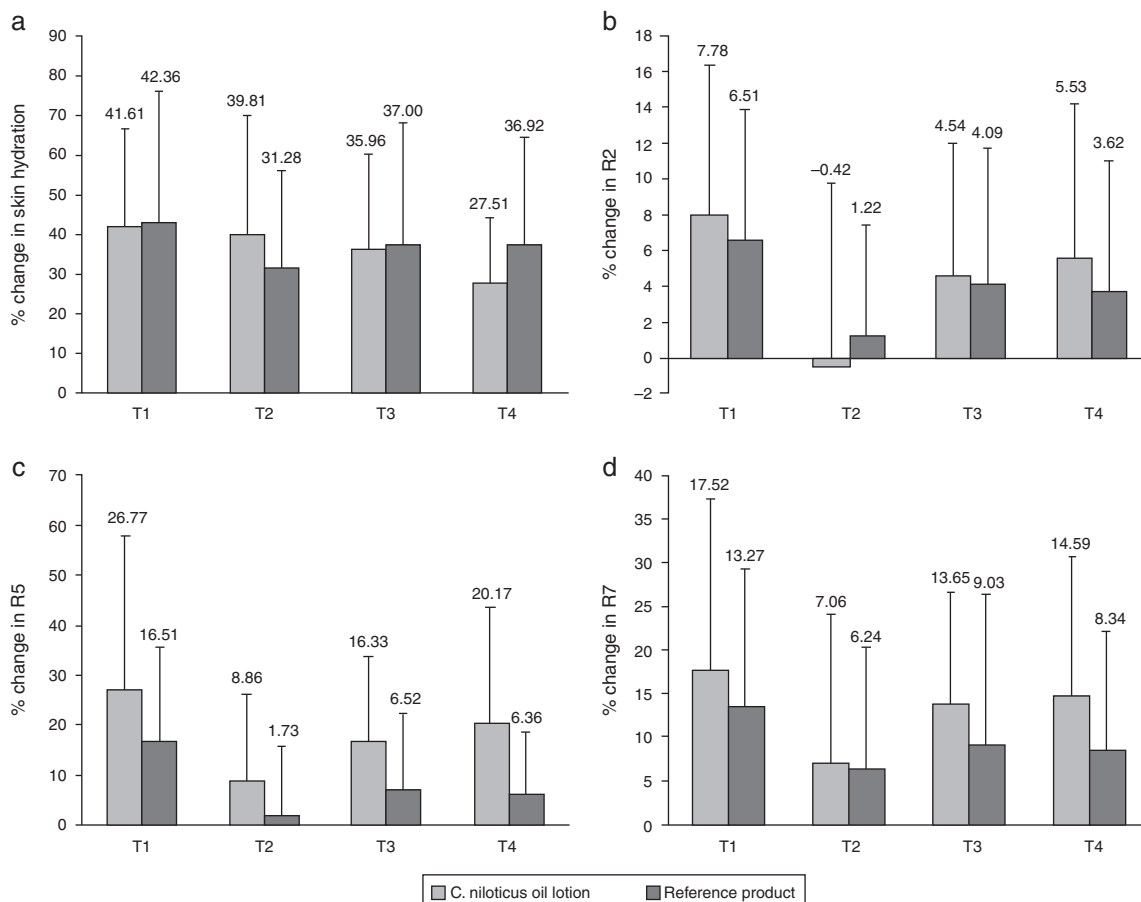 a
% change in skin hydration
90
80
70
60
50
40
30
20
10
0
41.61
42.36
39.81
31.28
35.96
37.00
27.51
36.92
T1
T2
T3
T4
b
% change in R2
18
16
14
12
10
8
6
4
2
0
–2
7.78
6.51
–0.42
1.22
4.54
4.09
5.53
3.62
T1
T2
T3
T4
c
% change in R5
70
60
50
40
30
20
10
0
26.77
16.51
8.86
1.73
16.33
6.52
20.17
6.36
T1
T2
T3
T4
d
% change in R7
40
35
30
25
20
15
10
5
0
17.52
13.27
7.06
6.24
13.65
9.03
14.59
8.34
T1
T2
T3
T4
C. niloticus oil lotion
Reference product